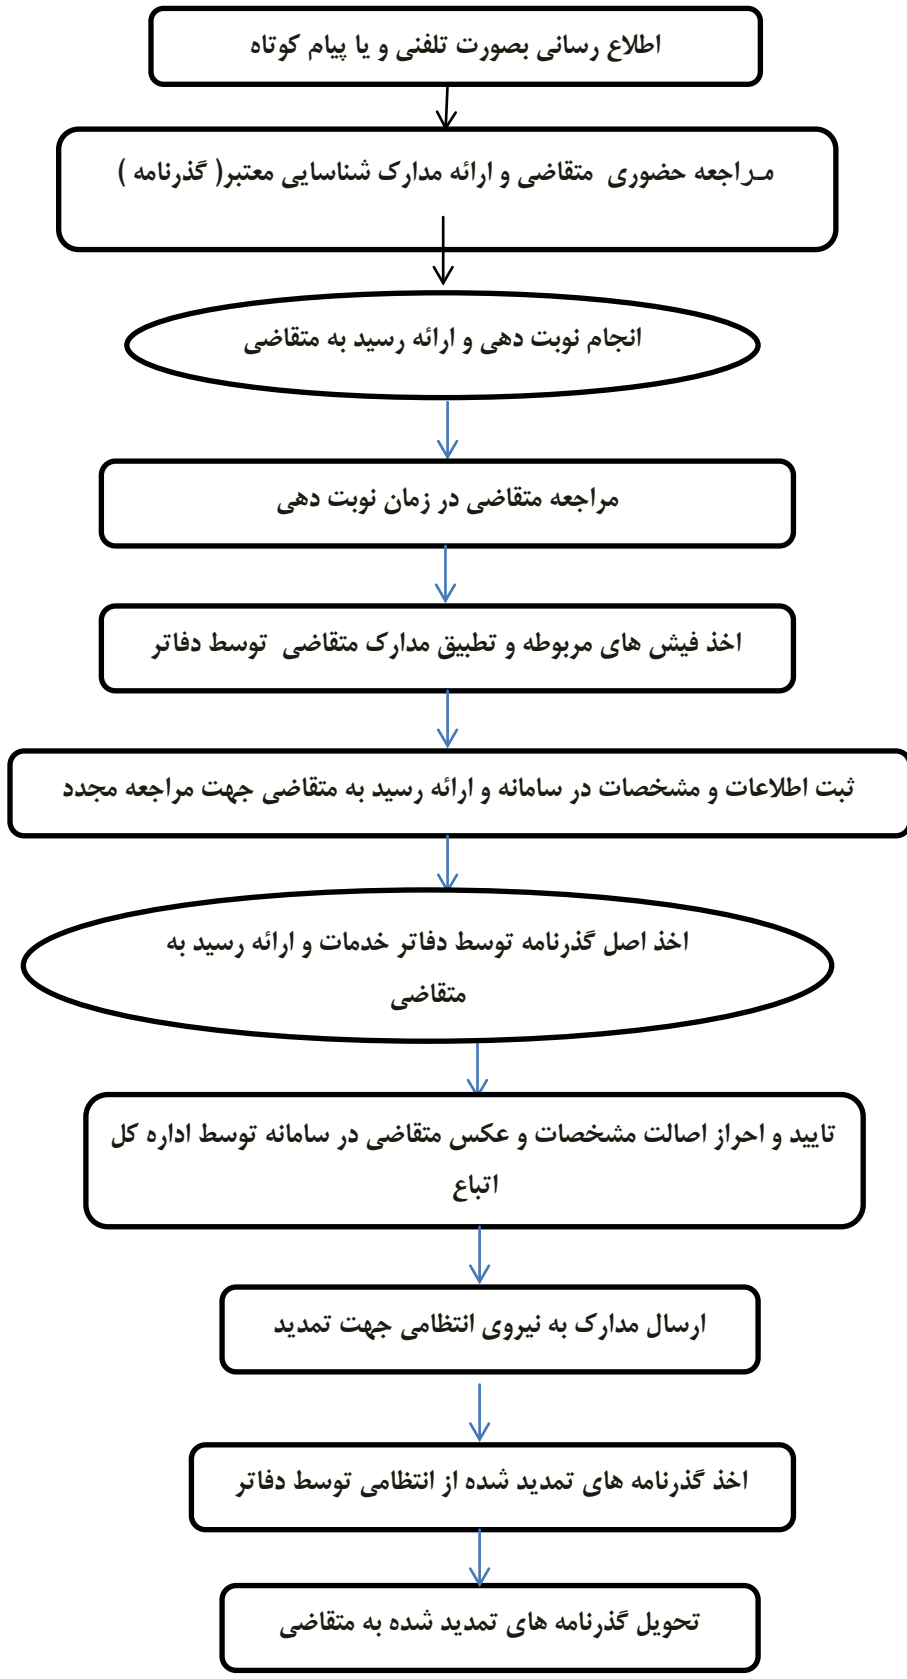 اطلاع رسانی بصورت تلفنی و یا پیام کوتاه
مـراجعه حضوری متقاضی و ارائه مدارک شناسایی معتبر( گذرنامه )
انجام نوبت دهی و ارائه رسید به متقاضی
مراجعه متقاضی در زمان نوبت دهی
اخذ فیش های مربوطه و تطبیق مدارک متقاضی توسط دفاتر
ثبت اطلاعات و مشخصات در سامانه و ارائه رسید به متقاضی جهت مراجعه مجدد
اخذ اصل گذرنامه توسط دفاتر خدمات و ارائه رسید به
متقاضی
تایید و احراز اصالت مشخصات و عکس متقاضی در سامانه توسط اداره کل
اتباع
ارسال مدارک به نیروی انتظامی جهت تمدید
اخذ گذرنامه های تمدید شده از انتظامی توسط دفاتر
تحویل گذرنامه های تمدید شده به متقاضی